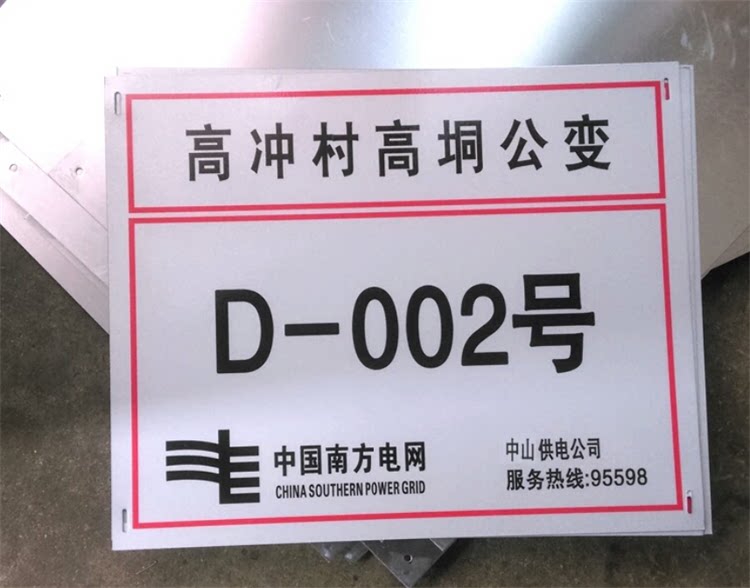 高冲村高垌公变
D-002号
中国南方电网
CHINA SOUTHERN POWER GRID
中山供电公司
服务热线:95598